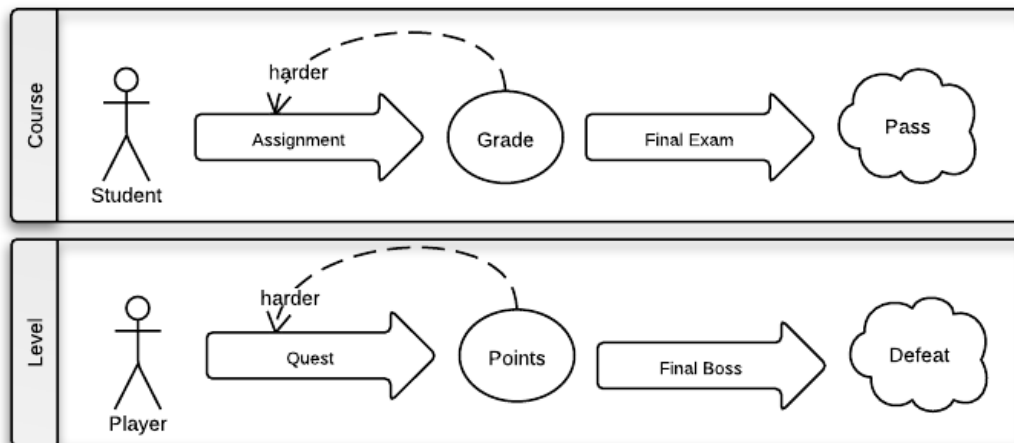 Course
harder
Assignment
Grade
Final Exam
Pass
Student
Level
harder
Quest
Points
Final Boss
Defeat
Player